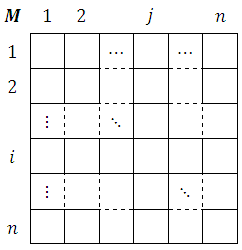 M 1 2 j n
1 ⋯ ⋯
2
⋮ ⋱
i
⋮ ⋱
n